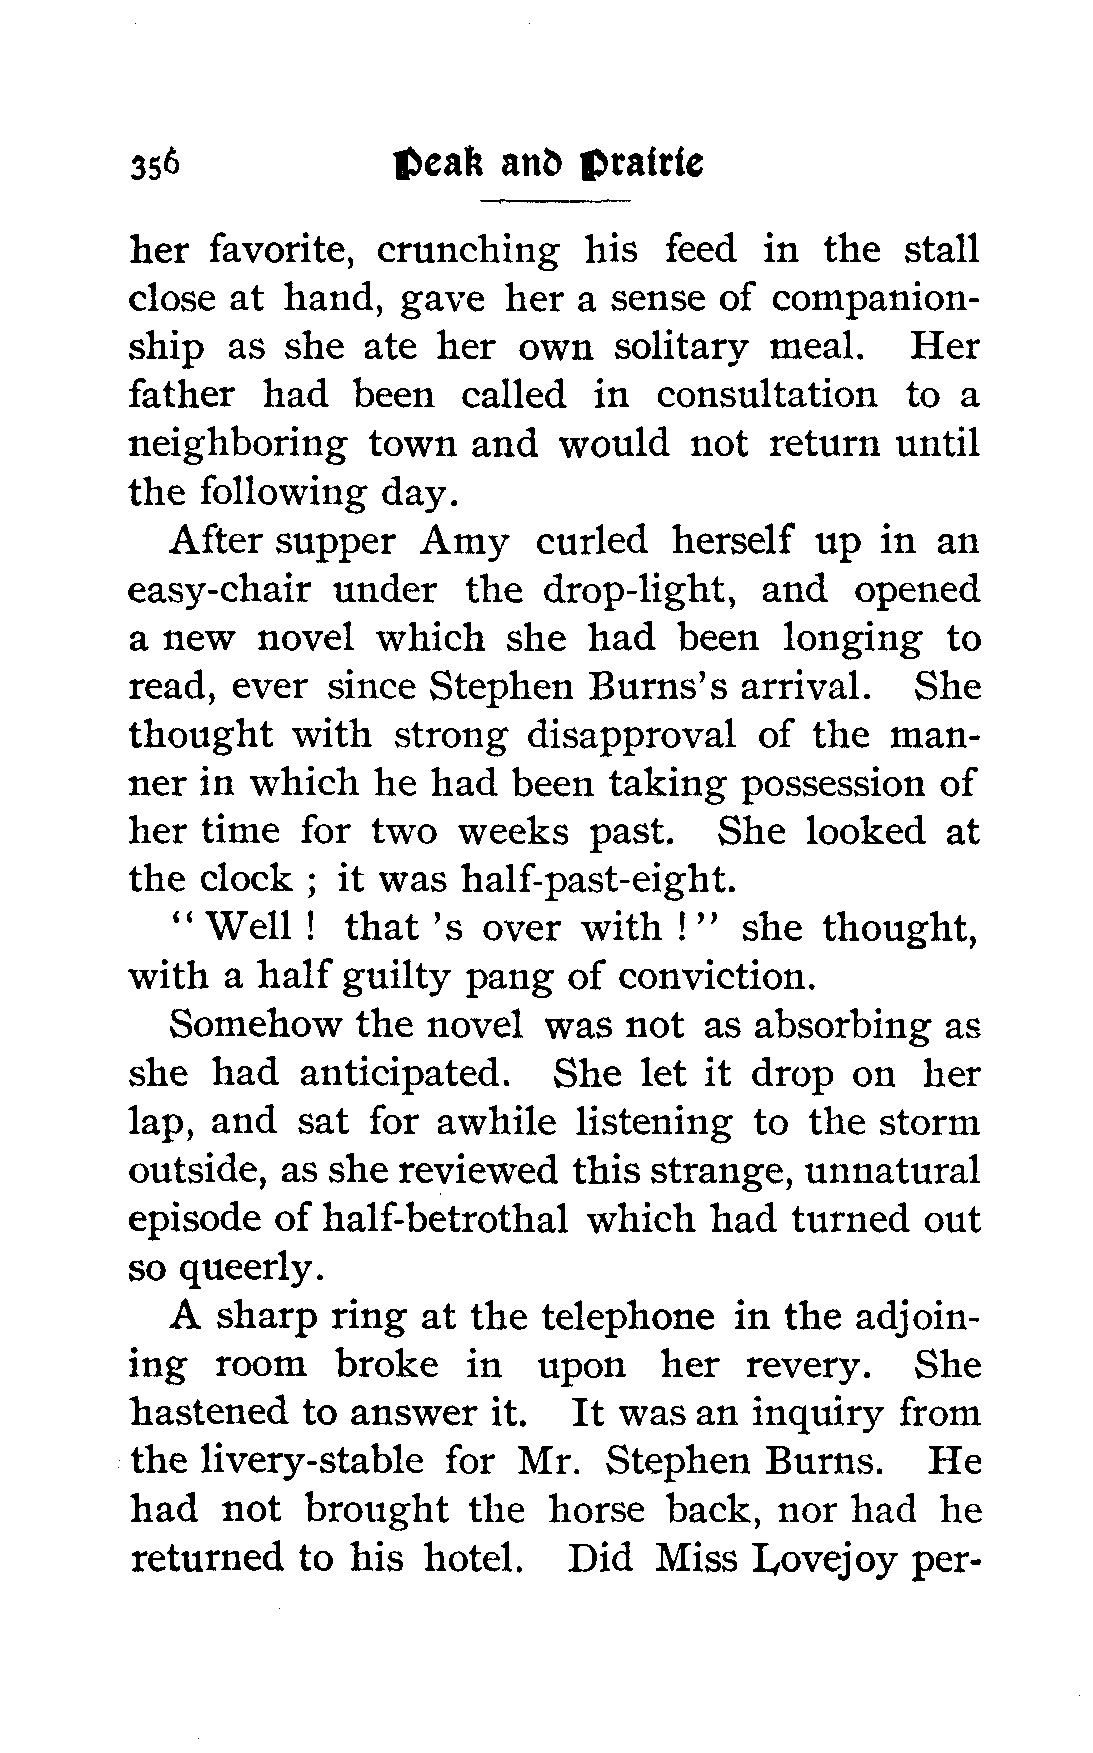 356 Peak and Prairie
her favorite, crunching his feed in the stall
close at hand, gave her a sense of companion-
ship as she ate her own solitary meal. Her
father had been called in consultation to a
neighboring town and would not return until
the following day.
After supper Amy curled herself up in an
easy-chair under the drop-light, and opened
a new novel which she had been longing to
read, ever since Stephen Burns's arrival. She
thought with strong disapproval of the man-
ner in which he had been taking possession of
her time for two weeks past. She looked at
the clock ; it was half-past-eight.
" Well ! that 's over with ! " she thought,
with a half guilty pang of conviction.
Somehow the novel was not as absorbing as
she had anticipated. She let it drop on her
lap, and sat for awhile listening to the storm
outside, as she reviewed this strange, unnatural
episode of half-betrothal which had turned out
so queerly.
A sharp ring at the telephone in the adjoin-
ing room broke in upon her revery. She
hastened to answer it. It was an inquiry from
the livery-stable for Mr. Stephen Burns. He
had not brought the horse back, nor had he
returned to his hotel. Did Miss Lovejoy per-